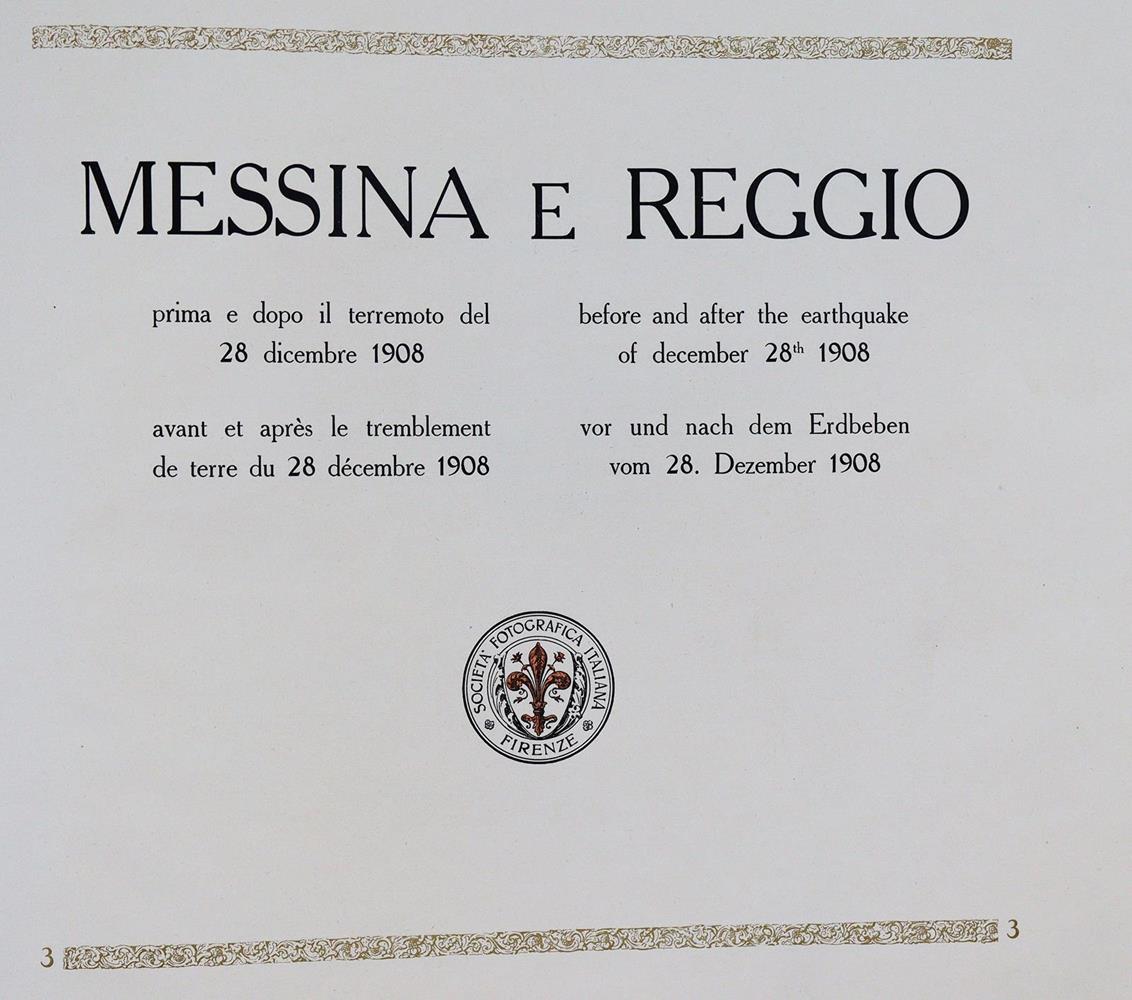 MESSINA E REGGIO
prima e dopo il terremoto del
28 dicembre 1908
before and after the earthquake
of december 28th 1908
avant et après le tremblement
de terre du 28 décembre 1908
vor und nach dem Erdbeben
vom 28. Dezember 1908
SOCIETÀ FOTOGRAFICA ITALIANA
FIRENZE
3
3